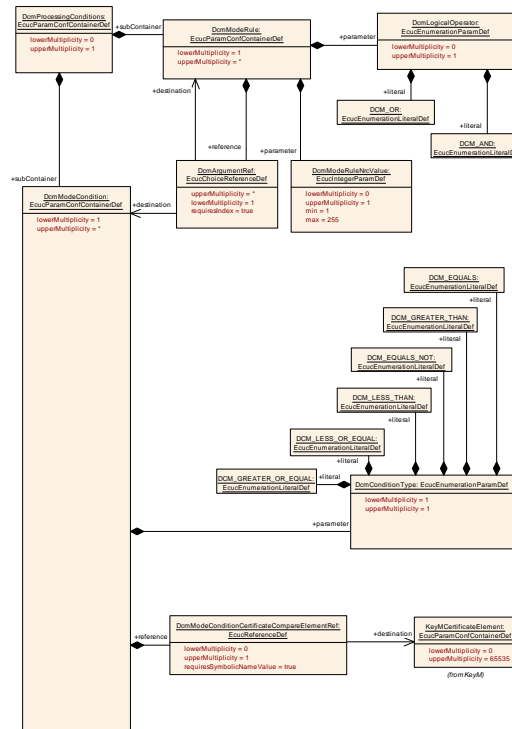 DcmProcessingConditions:
EcucParamConfContainerDef
lowerMultiplicity = 0
upperMultiplicity = 1
+subContainer
DcmModeRule:
EcucParamConfContainerDef
lowerMultiplicity = 1
upperMultiplicity = *
+parameter
DcmLogicalOperator:
EcucEnumerationParamDef
lowerMultiplicity = 0
upperMultiplicity = 1
+destination
+literal
DCM_OR:
EcucEnumerationLiteralDef
+literal
DCM_AND:
EcucEnumerationLiteralDef
+reference
+parameter
+subContainer
DcmArgumentRef:
EcucChoiceReferenceDef
upperMultiplicity = *
lowerMultiplicity = 1
requiresIndex = true
DcmModeRuleNrcValue:
EcucIntegerParamDef
lowerMultiplicity = 0
upperMultiplicity = 1
min = 1
max = 255
DcmModeCondition:
EcucParamConfContainerDef
lowerMultiplicity = 1
upperMultiplicity = *
+destination
DCM_EQUALS:
EcucEnumerationLiteralDef
+literal
DCM_GREATER_THAN:
EcucEnumerationLiteralDef
+literal
DCM_EQUALS_NOT:
EcucEnumerationLiteralDef
+literal
DCM_LESS_THAN:
EcucEnumerationLiteralDef
+literal
DCM_LESS_OR_EQUAL:
EcucEnumerationLiteralDef
+literal
DCM_GREATER_OR_EQUAL:
EcucEnumerationLiteralDef
+literal
DcmConditionType: EcucEnumerationParamDef
lowerMultiplicity = 1
upperMultiplicity = 1
+parameter
DcmModeConditionCertificateCompareElementRef:
EcucReferenceDef
lowerMultiplicity = 0
upperMultiplicity = 1
requiresSymbolicNameValue = true
+reference
+destination
KeyMCertificateElement:
EcucParamConfContainerDef
lowerMultiplicity = 0
upperMultiplicity = 65535
(from KeyM)